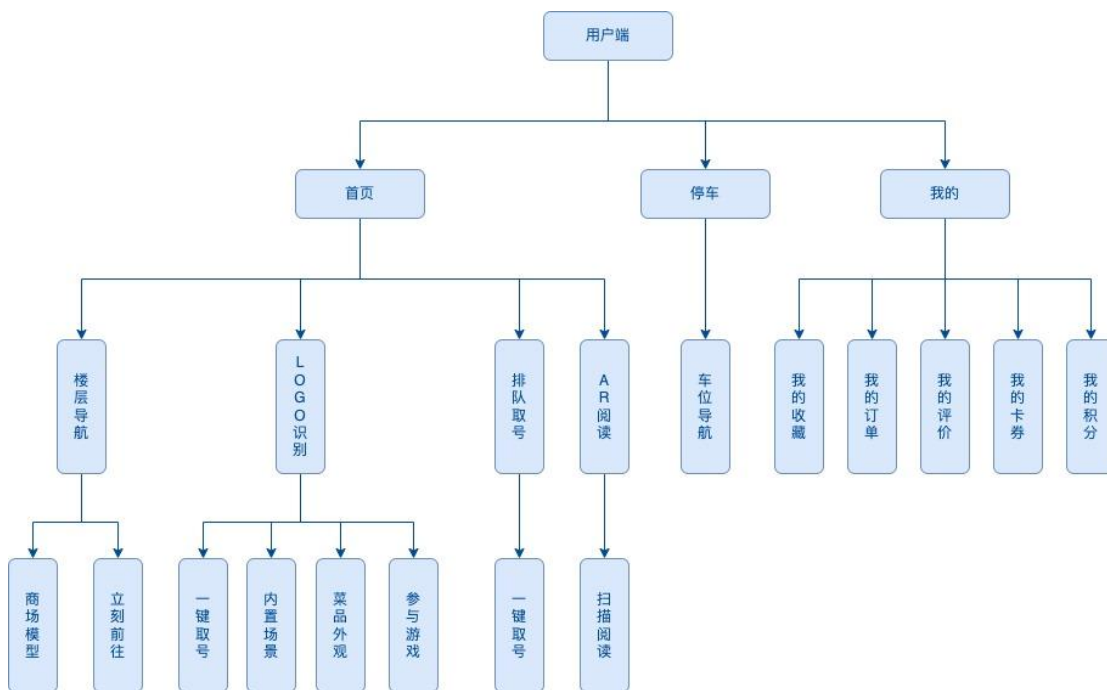 用户端
首页
停车
我的
楼层导航
LOGO识别
排队取号
AR阅读
车位导航
我的收藏
我的订单
我的评价
我的卡券
我的积分
商场模型
立刻前往
一键取号
内置场景
菜品外观
参与游戏
一键取号
扫描阅读